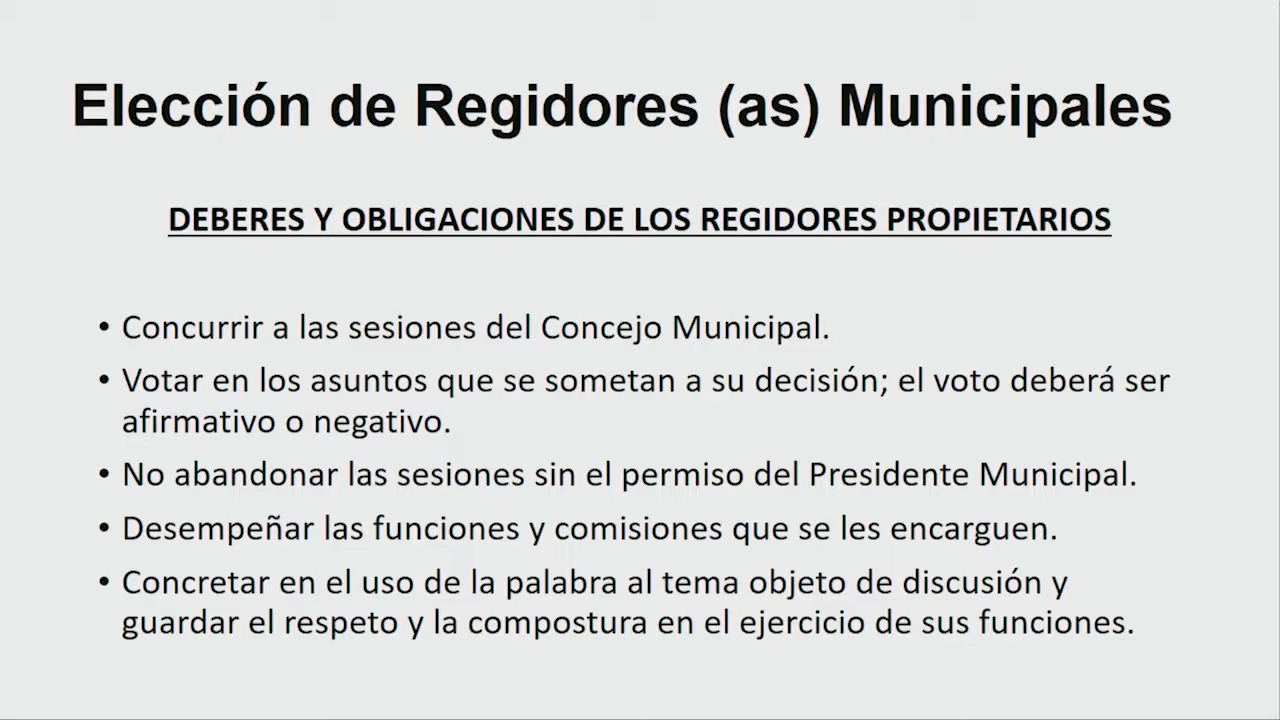 Elección de Regidores (as) Municipales
DEBERES Y OBLIGACIONES DE LOS REGIDORES PROPIETARIOS
• Concurrir a las sesiones del Concejo Municipal.
• Votar en los asuntos que se sometan a su decisión; el voto deberá ser
afirmativo o negativo.
• No abandonar las sesiones sin el permiso del Presidente Municipal.
• Desempeñar las funciones y comisiones que se les encarguen.
• Concretar en el uso de la palabra al tema objeto de discusión y
guardar el respeto y la compostura en el ejercicio de sus funciones.